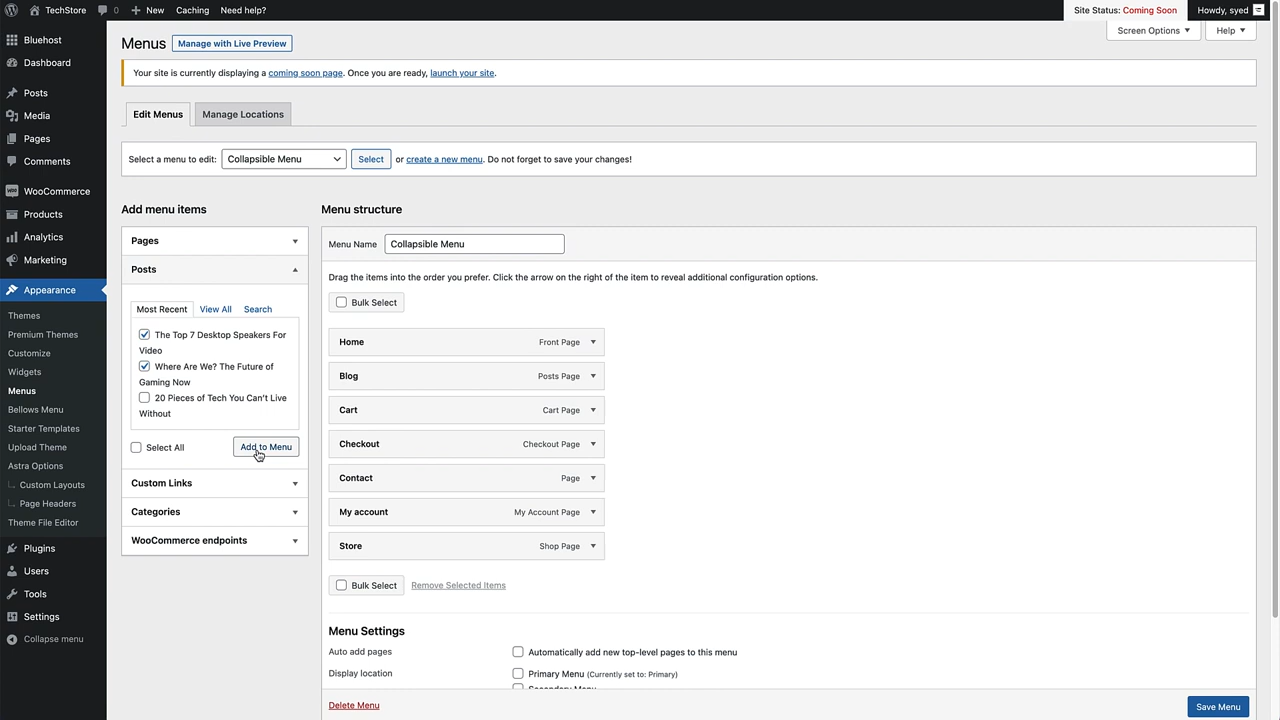 TechStore 0 New Caching Need help? Site Status: Coming Soon Howdy, syed
Screen Options Help
Bluehost
Dashboard
Posts
Media
Pages
Comments
WooCommerce
Products
Analytics
Marketing
Appearance
Themes
Premium Themes
Customize
Widgets
Menus
Bellows Menu
Starter Templates
Upload Theme
Astra Options
Custom Layouts
Page Headers
Theme File Editor
Plugins
Users
Tools
Settings
Collapse menu
Menus Manage with Live Preview
Your site is currently displaying a coming soon page. Once you are ready, launch your site.
Edit Menus Manage Locations
Select a menu to edit: Collapsible Menu Select or create a new menu. Do not forget to save your changes!
Add menu items
Pages
Posts
Most Recent View All Search
The Top 7 Desktop Speakers For
Video
Where Are We? The Future of
Gaming Now
20 Pieces of Tech You Can't Live
Without
Select All Add to Menu
Custom Links
Categories
WooCommerce endpoints
Menu structure
Menu Name Collapsible Menu
Drag the items into the order you prefer. Click the arrow on the right of the item to reveal additional configuration options.
Bulk Select
Home Front Page
Blog Posts Page
Cart Cart Page
Checkout Checkout Page
Contact Page
My account My Account Page
Store Shop Page
Bulk Select Remove Selected Items
Menu Settings
Auto add pages Automatically add new top-level pages to this menu
Display location Primary Menu (Currently set to: Primary)
Secondary Menu
Delete Menu Save Menu